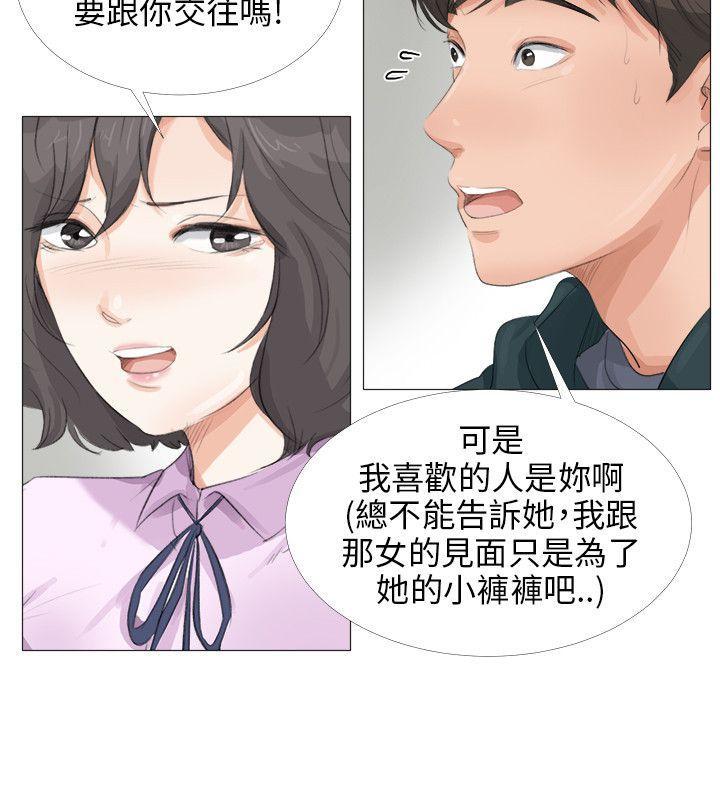 要跟你交往嗎!
可是
我喜歡的人是妳啊
(總不能告訴她,我跟
那女的見面只是為了
她的小褲褲吧..)